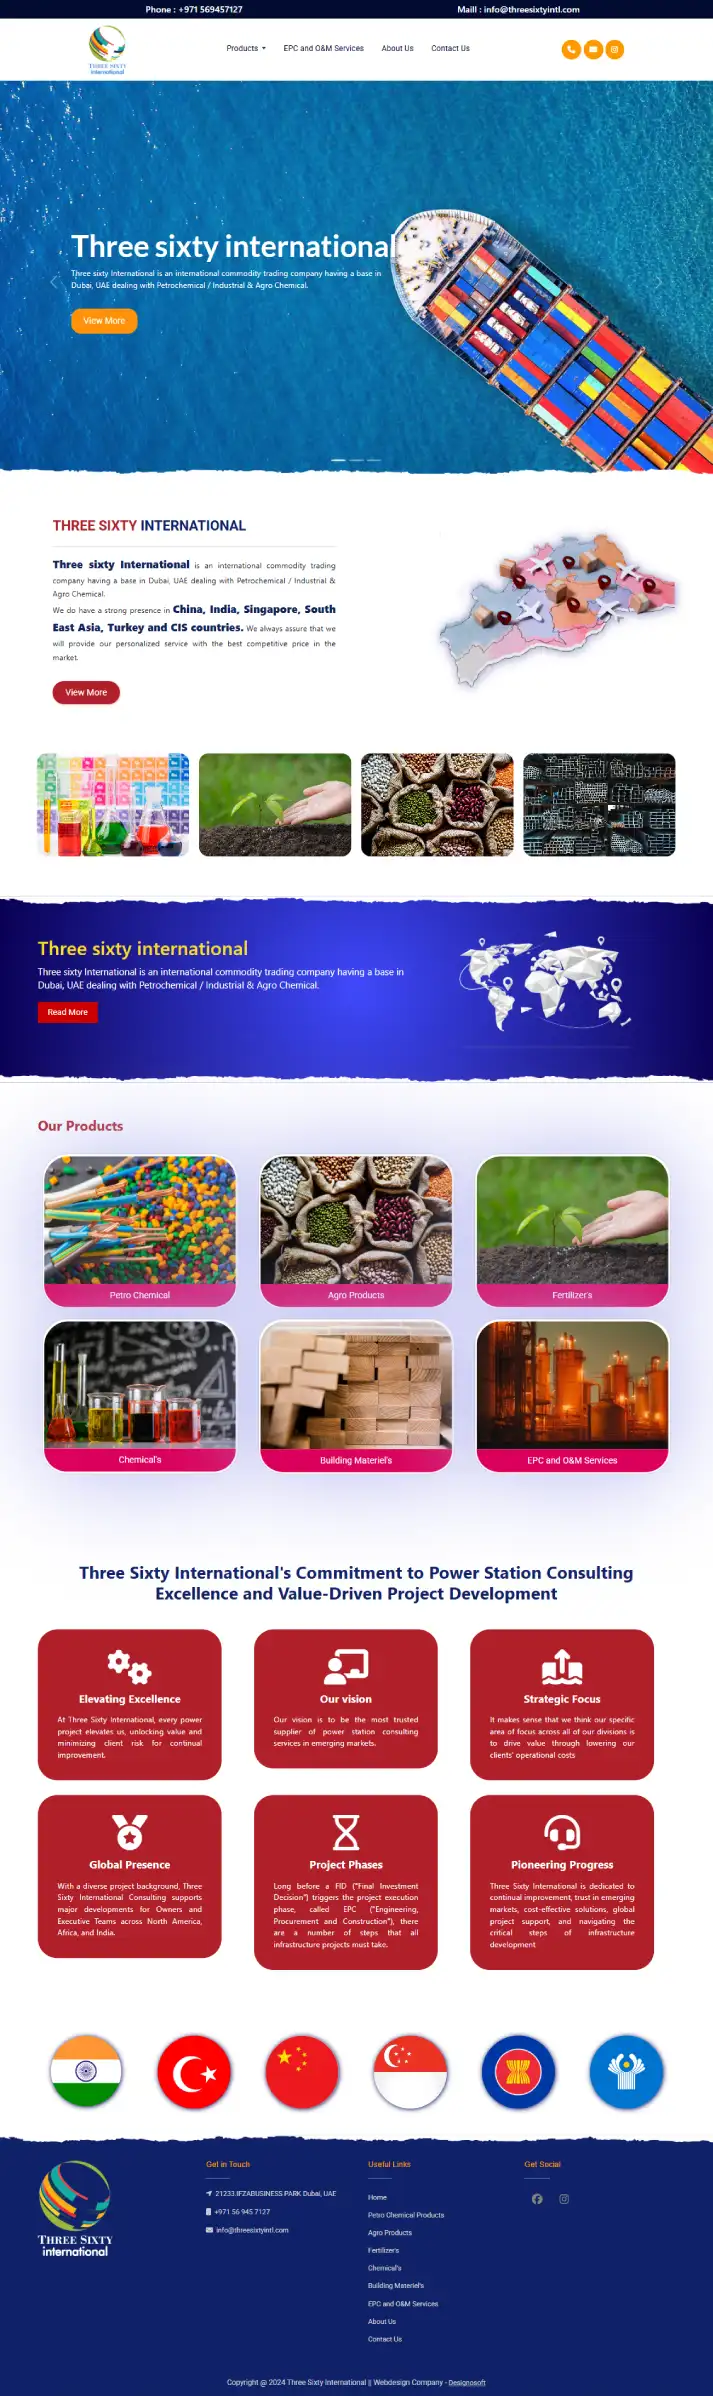 Phone : +971 569457127
Maill : info@threesixtyintl.com
THREE SIXTY
international
Products
EPC and O&M Services
About Us
Contact Us
Three sixty international
Three sixty International is an international commodity trading company having a base in
Dubai, UAE dealing with Petrochemical / Industrial & Agro Chemical.
View More
THREE SIXTY INTERNATIONAL
Three sixty International is an international commodity trading
company having a base in Dubai, UAE dealing with Petrochemical / Industrial &
Agro Chemical.
We do have a strong presence in China, India, Singapore, South
East Asia, Turkey and CIS countries. We always assure that we
will provide our personalized service with the best competitive price in the
market.
View More
Three sixty international
Three sixty International is an international commodity trading company having a base in
Dubai, UAE dealing with Petrochemical / Industrial & Agro Chemical.
Read More
Our Products
Petro Chemical
Agro Products
Fertilizer's
Chemical's
Building Materiel's
EPC and O&M Services
Three Sixty International's Commitment to Power Station Consulting
Excellence and Value-Driven Project Development
Elevating Excellence
At Three Sixty International, every power
project elevates us, unlocking value and
minimizing client risk for continual
improvement.
Our vision
Our vision is to be the most trusted
supplier of power station consulting
services in emerging markets.
Strategic Focus
It makes sense that we think our specific
area of focus across all of our divisions is
to drive value through lowering our
clients' operational costs
Global Presence
With a diverse project background, Three
Sixty International Consulting supports
major developments for Owners and
Executive Teams across North America,
Africa, and India.
Project Phases
Long before a FID ("Final Investment
Decision") triggers the project execution
phase, called EPC ("Engineering,
Procurement and Construction"), there
are a number of steps that all
infrastructure projects must take.
Pioneering Progress
Three Sixty International is dedicated to
continual improvement, trust in emerging
markets, cost-effective solutions, global
project support, and navigating the
critical steps of infrastructure
development
THREE SIXTY
international
Get in Touch
21233.IFZABUSINESS PARK Dubai, UAE
+971 56 945 7127
info@threesixtyintl.com
Useful Links
Home
Petro Chemical Products
Agro Products
Fertilizer's
Chemical's
Building Materiel's
EPC and O&M Services
About Us
Contact Us
Get Social
Copyright @ 2024 Three Sixty International || Webdesign Company - Designosoft